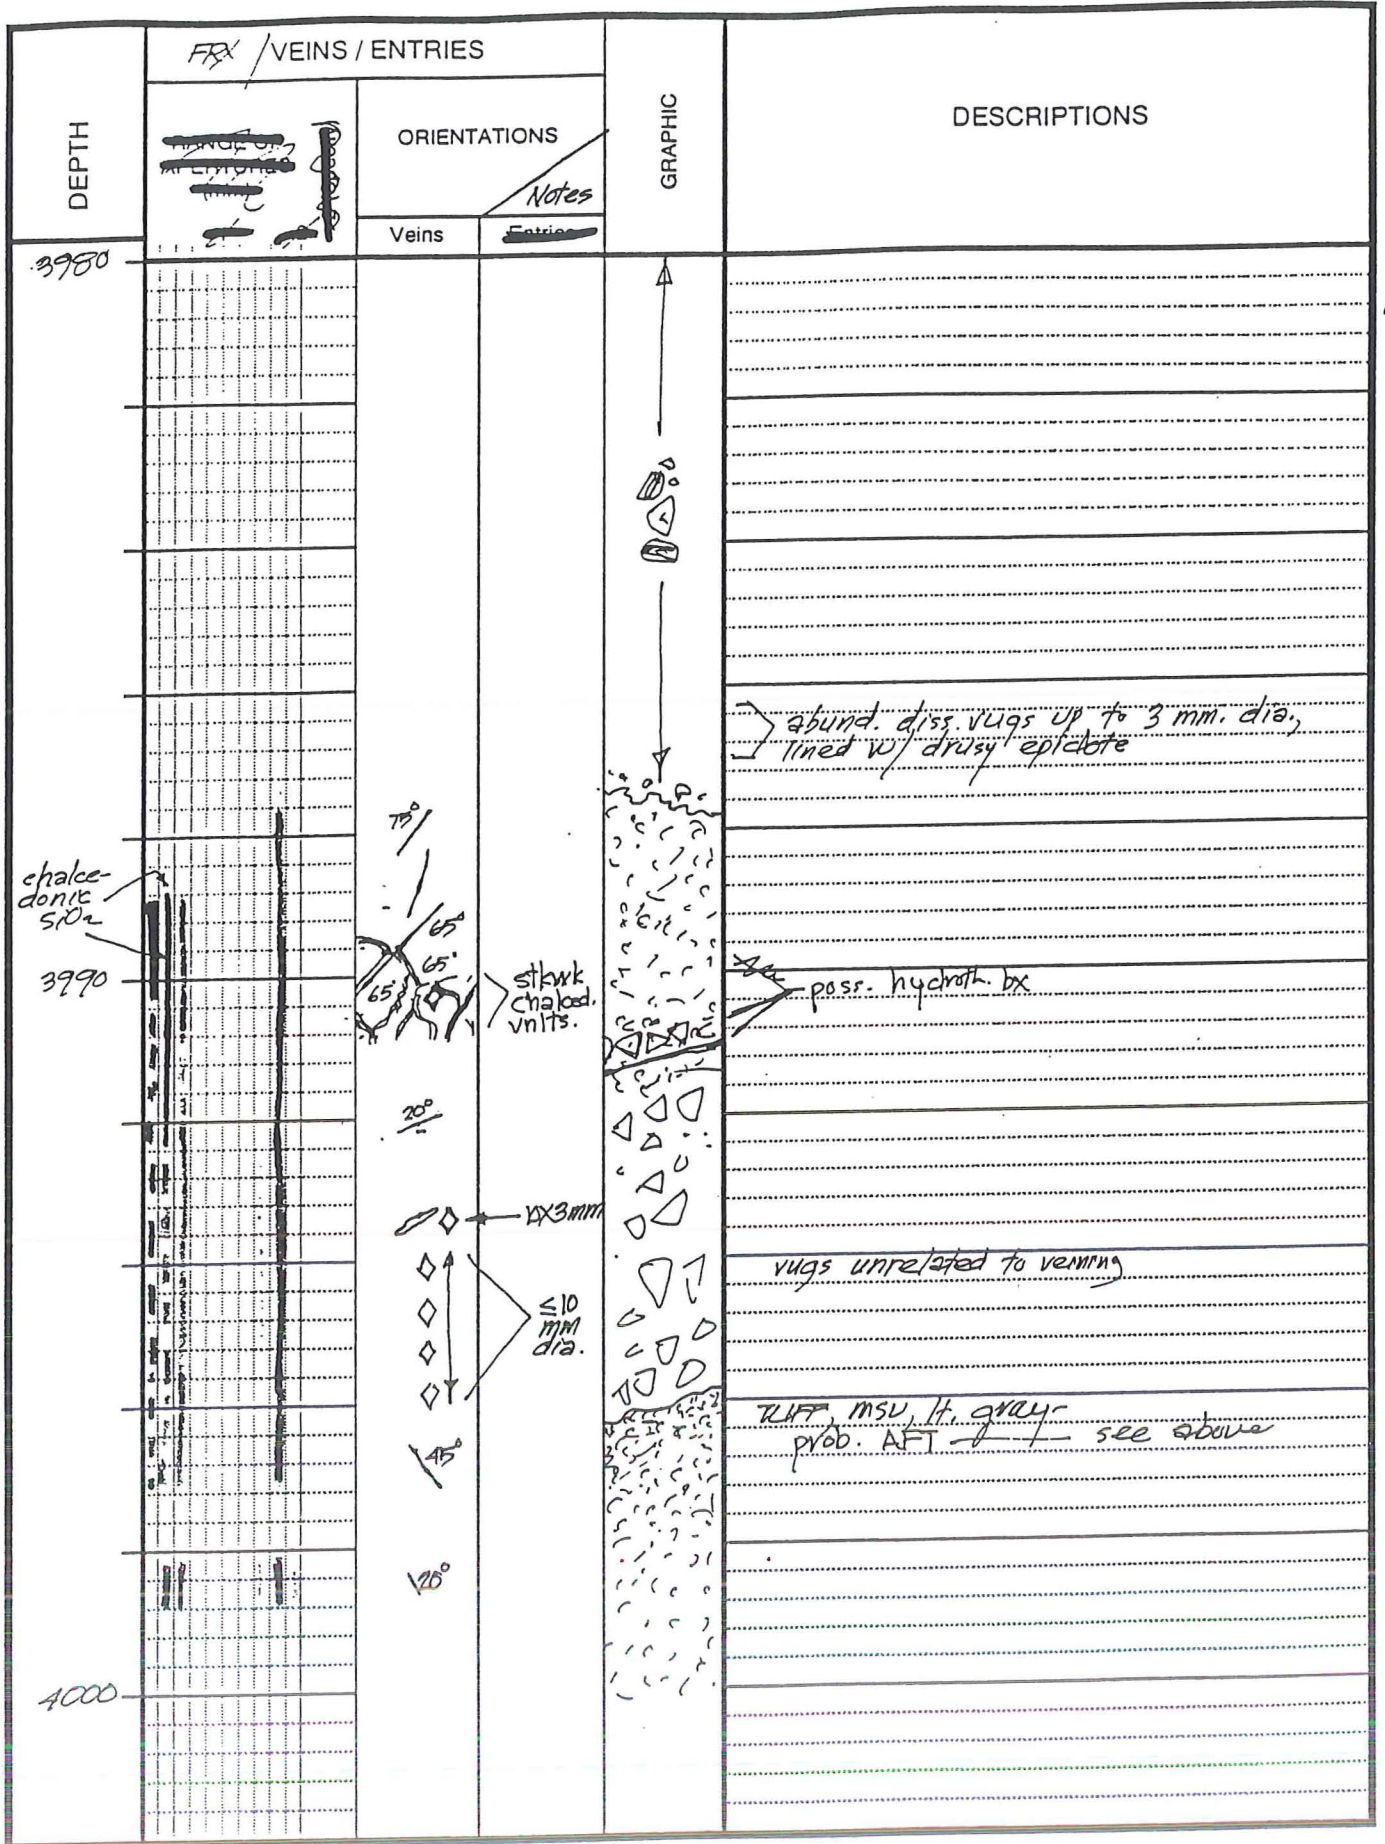 FRX / VEINS / ENTRIES
DEPTH
ORIENTATIONS
Notes
Veins
Entries
GRAPHIC
DESCRIPTIONS
3980
abund. diss. vugs up to 3 mm. dia.,
lined w/ drusy epidote
75°
chalce-
donic
SiO2
65°
65°
65°
3990
stkwk
chalced.
vnlts.
poss. hydroth. bx
20°
3mm
vugs unrelated to veining
≤10
mm
dia.
TUFF, msv, lt. gray-
prob. AFT see above
45°
20°
4000